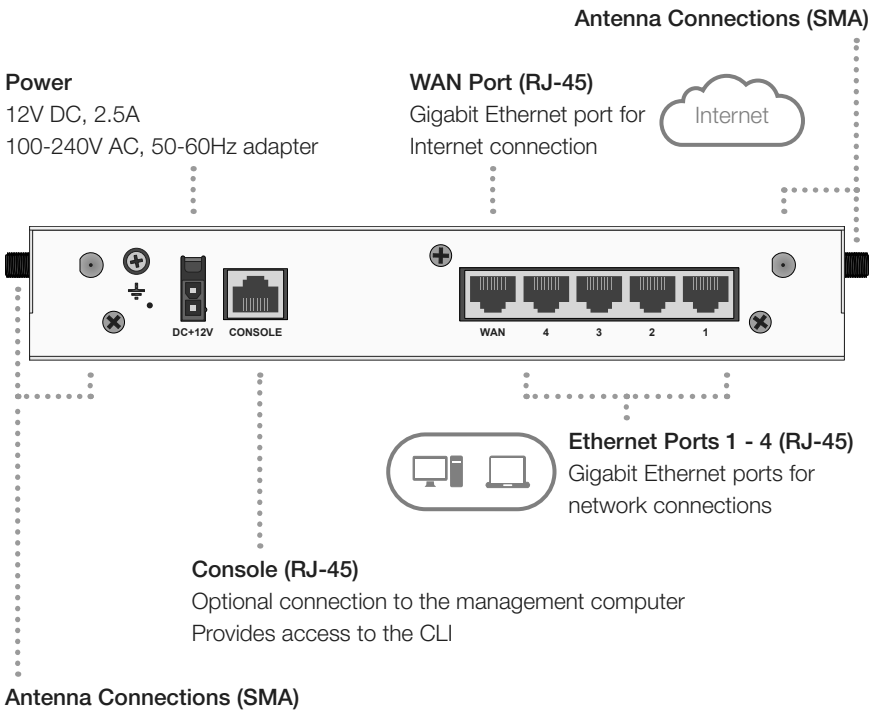 Antenna Connections (SMA)
Power
12V DC, 2.5A
100-240V AC, 50-60Hz adapter
WAN Port (RJ-45)
Gigabit Ethernet port for
Internet connection
Internet
DC+12V
CONSOLE
WAN
4
3
2
1
Ethernet Ports 1 - 4 (RJ-45)
Gigabit Ethernet ports for
network connections
Console (RJ-45)
Optional connection to the management computer
Provides access to the CLI
Antenna Connections (SMA)